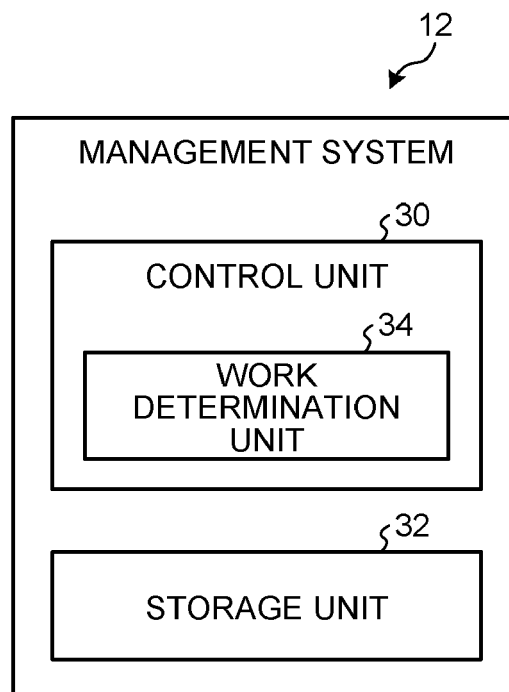 12
MANAGEMENT SYSTEM
30
CONTROL UNIT
34
WORK
DETERMINATION
UNIT
32
STORAGE UNIT